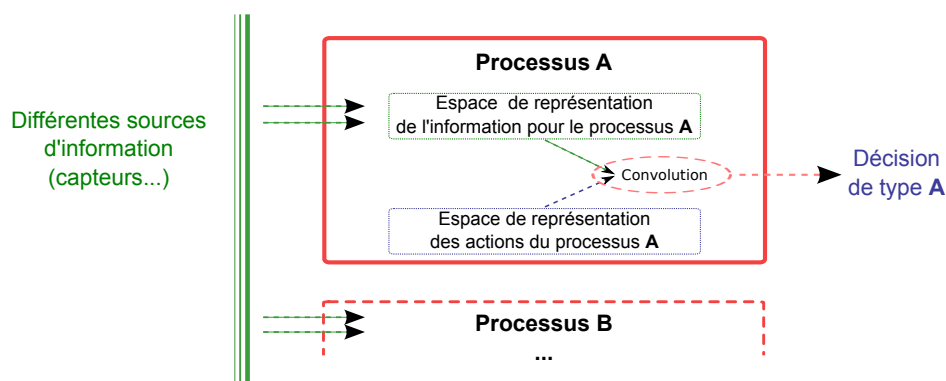 Différentes sources
d'information
(capteurs...)
Processus A
Espace de représentation
de l'information pour le processus A
Convolution
Espace de représentation
des actions du processus A
Décision
de type A
Processus B
...